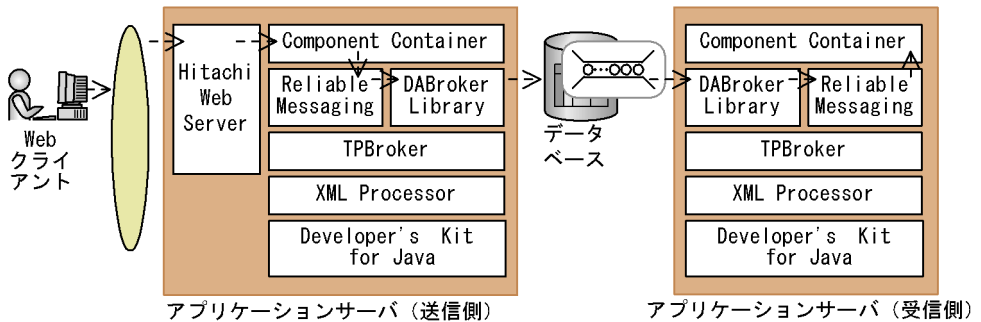 Web
クライ
アント
Hitachi
Web
Server
Component Container
Reliable
Messaging
DABroker
Library
TPBroker
XML Processor
Developer's Kit
for Java
アプリケーションサーバ（送信側）
データ
ベース
Component Container
DABroker
Library
Reliable
Messaging
TPBroker
XML Processor
Developer's Kit
for Java
アプリケーションサーバ（受信側）